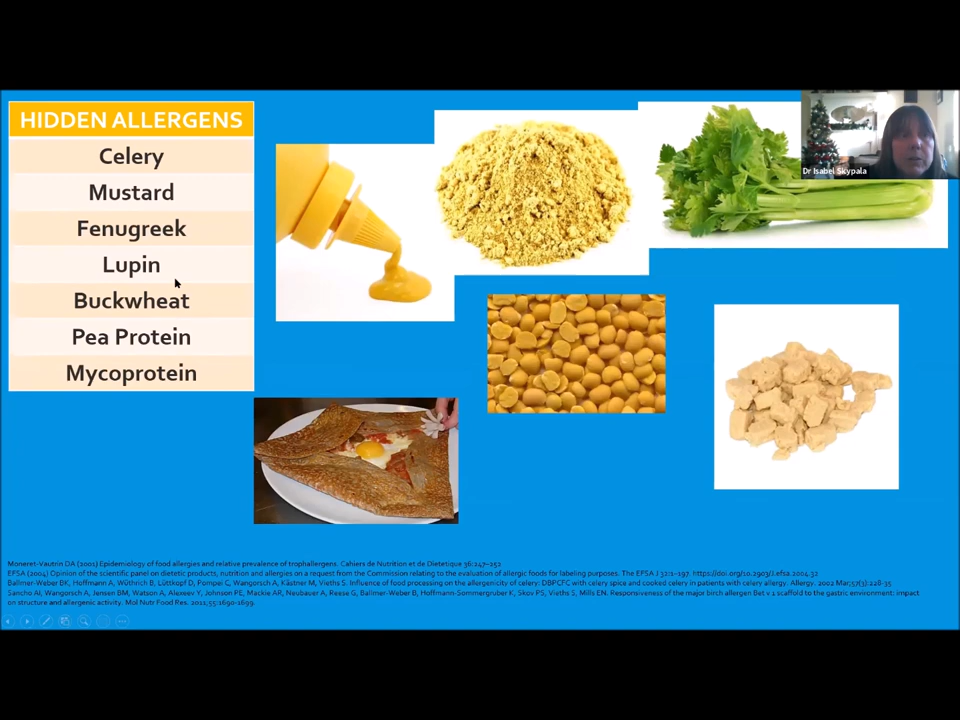 HIDDEN ALLERGENS
Celery
Mustard
Fenugreek
Lupin
Buckwheat
Pea Protein
Mycoprotein
Dr Isabel Skypala
Moneret-Vautrin DA (2001) Epidemiology of food allergies and relative prevalence of trophallergens. Cahiers de Nutrition et de Dietetique 36:247–252
EFSA (2004) Opinion of the scientific panel on dietetic products, nutrition and allergies on a request from the Commission relating to the evaluation of allergic foods for labeling purposes. The EFSA J 32:1–197. https://doi.org/10.2903/j.efsa.2004.32
Ballmer-Weber BK, Hoffmann A, Wüthrich B, Lüttkopf D, Pompei C, Wangorsch A, Kästner M, Vieths S. Influence of food processing on the allergenicity of celery: DBPCFC with celery spice and cooked celery in patients with celery allergy. Allergy. 2002 Mar;57(3):228-35
Sancho AI, Wangorsch A, Jensen BM, Watson A, Alexeev Y, Johnson PE, Mackie AR, Neubauer A, Reese G, Ballmer-Weber B, Hoffmann-Sommergruber K, Skov PS, Vieths S, Mills EN. Responsiveness of the major birch allergen Bet v 1 scaffold to the gastric environment: impact
on structure and allergenic activity. Mol Nutr Food Res. 2011;55:1690-1699.